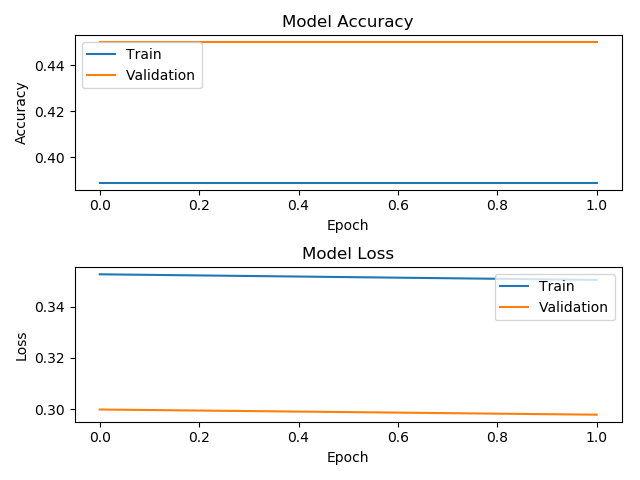 Model Accuracy
Train
Validation
0.44
0.42
0.40
Accuracy
0.0 0.2 0.4 0.6 0.8 1.0
Epoch
Model Loss
Train
Validation
0.34
0.32
0.30
Loss
0.0 0.2 0.4 0.6 0.8 1.0
Epoch